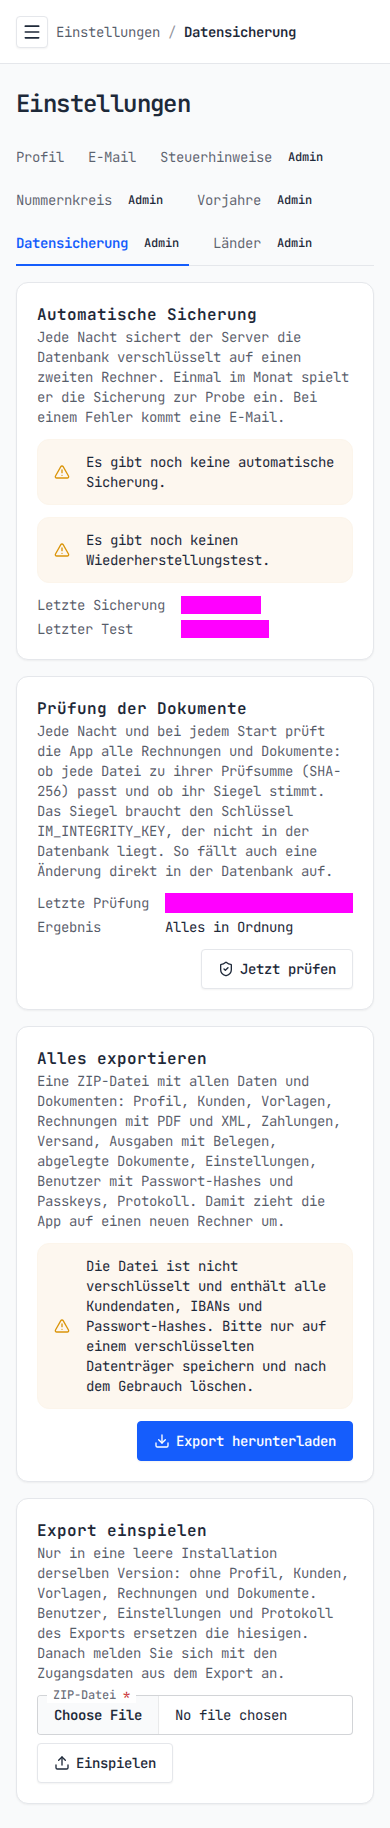 Einstellungen / Datensicherung
Einstellungen
Profil E-Mail Steuerhinweise Admin
Nummernkreis Admin Vorjahre Admin
Datensicherung Admin Länder Admin
Automatische Sicherung
Jede Nacht sichert der Server die
Datenbank verschlüsselt auf einen
zweiten Rechner. Einmal im Monat spielt
er die Sicherung zur Probe ein. Bei
einem Fehler kommt eine E-Mail.
Es gibt noch keine automatische
Sicherung.
Es gibt noch keinen
Wiederherstellungstest.
Letzte Sicherung
Letzter Test
Prüfung der Dokumente
Jede Nacht und bei jedem Start prüft
die App alle Rechnungen und Dokumente:
ob jede Datei zu ihrer Prüfsumme (SHA-
256) passt und ob ihr Siegel stimmt.
Das Siegel braucht den Schlüssel
IM_INTEGRITY_KEY, der nicht in der
Datenbank liegt. So fällt auch eine
Änderung direkt in der Datenbank auf.
Letzte Prüfung
Ergebnis Alles in Ordnung
Jetzt prüfen
Alles exportieren
Eine ZIP-Datei mit allen Daten und
Dokumenten: Profil, Kunden, Vorlagen,
Rechnungen mit PDF und XML, Zahlungen,
Versand, Ausgaben mit Belegen,
abgelegte Dokumente, Einstellungen,
Benutzer mit Passwort-Hashes und
Passkeys, Protokoll. Damit zieht die
App auf einen neuen Rechner um.
Die Datei ist nicht
verschlüsselt und enthält alle
Kundendaten, IBANs und
Passwort-Hashes. Bitte nur auf
einem verschlüsselten
Datenträger speichern und nach
dem Gebrauch löschen.
Export herunterladen
Export einspielen
Nur in eine leere Installation
derselben Version: ohne Profil, Kunden,
Vorlagen, Rechnungen und Dokumente.
Benutzer, Einstellungen und Protokoll
des Exports ersetzen die hiesigen.
Danach melden Sie sich mit den
Zugangsdaten aus dem Export an.
ZIP-Datei *
Choose File No file chosen
Einspielen